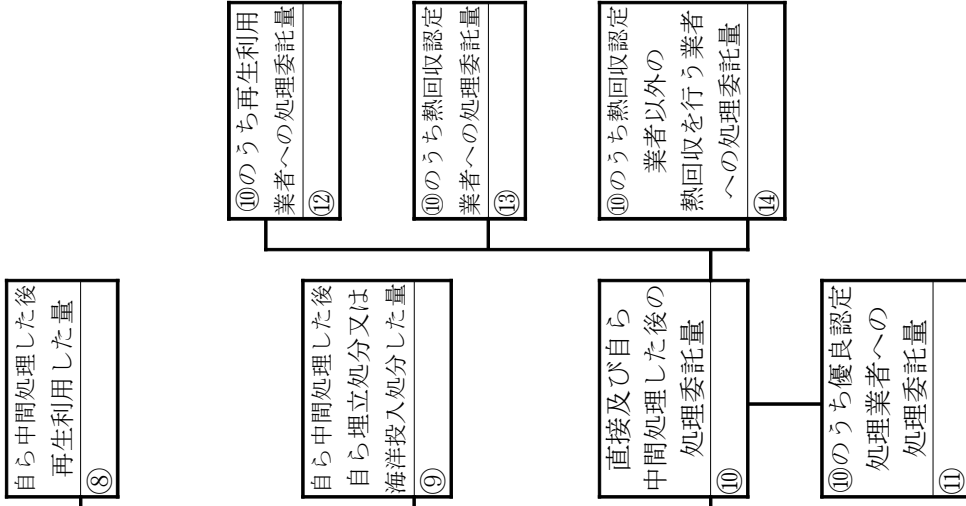 自ら中間処理した後
再生利用した量
⑧
自ら中間処理した後
自ら埋立処分又は
海洋投入処分した量
⑨
直接及び自ら
中間処理した後の
処理委託量
⑩
⑩のうち優良認定
処理業者への
処理委託量
⑪
⑩のうち再生利用
業者への処理委託量
⑫
⑩のうち熱回収認定
業者への処理委託量
⑬
⑩のうち熱回収認定
業者以外の
熱回収を行う業者
への処理委託量
⑭